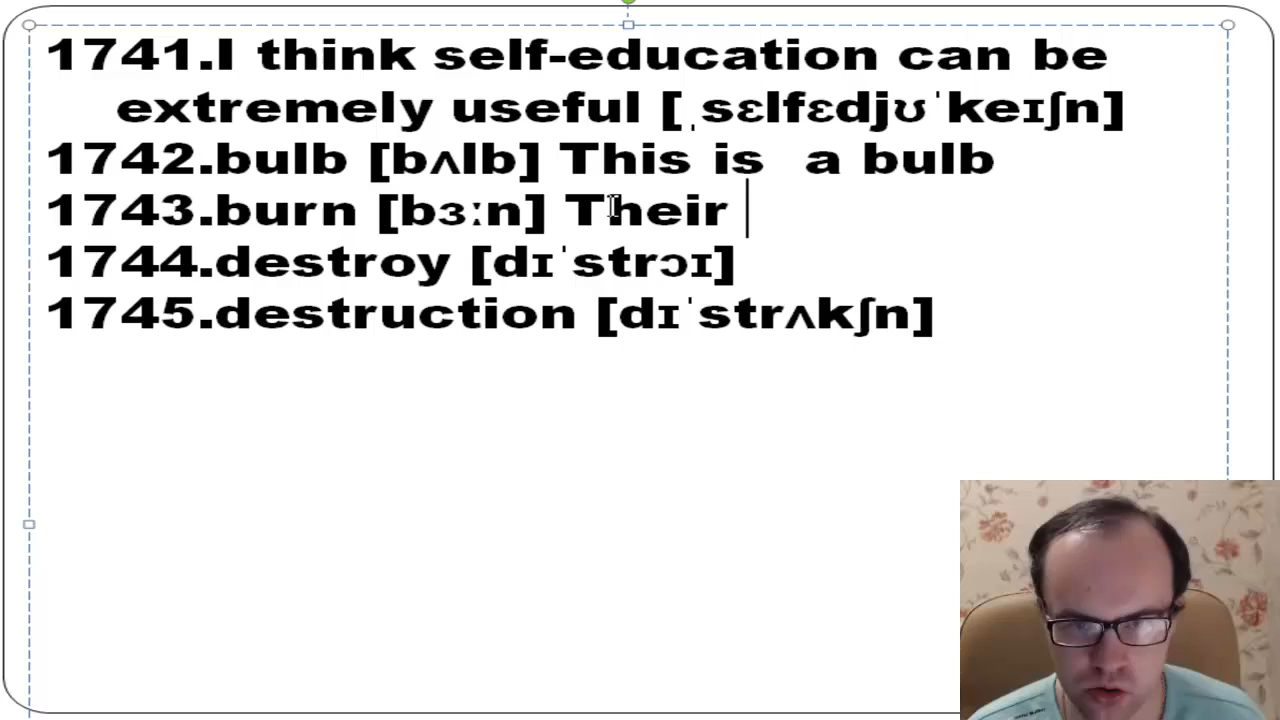 1741.I think self-education can be
extremely useful [ˌsɛlfɛdjʊˈkeɪʃn]
1742.bulb [bʌlb] This is  a bulb
1743.burn [bɜːn] Their
1744.destroy [dɪˈstrɔɪ]
1745.destruction [dɪˈstrʌkʃn]